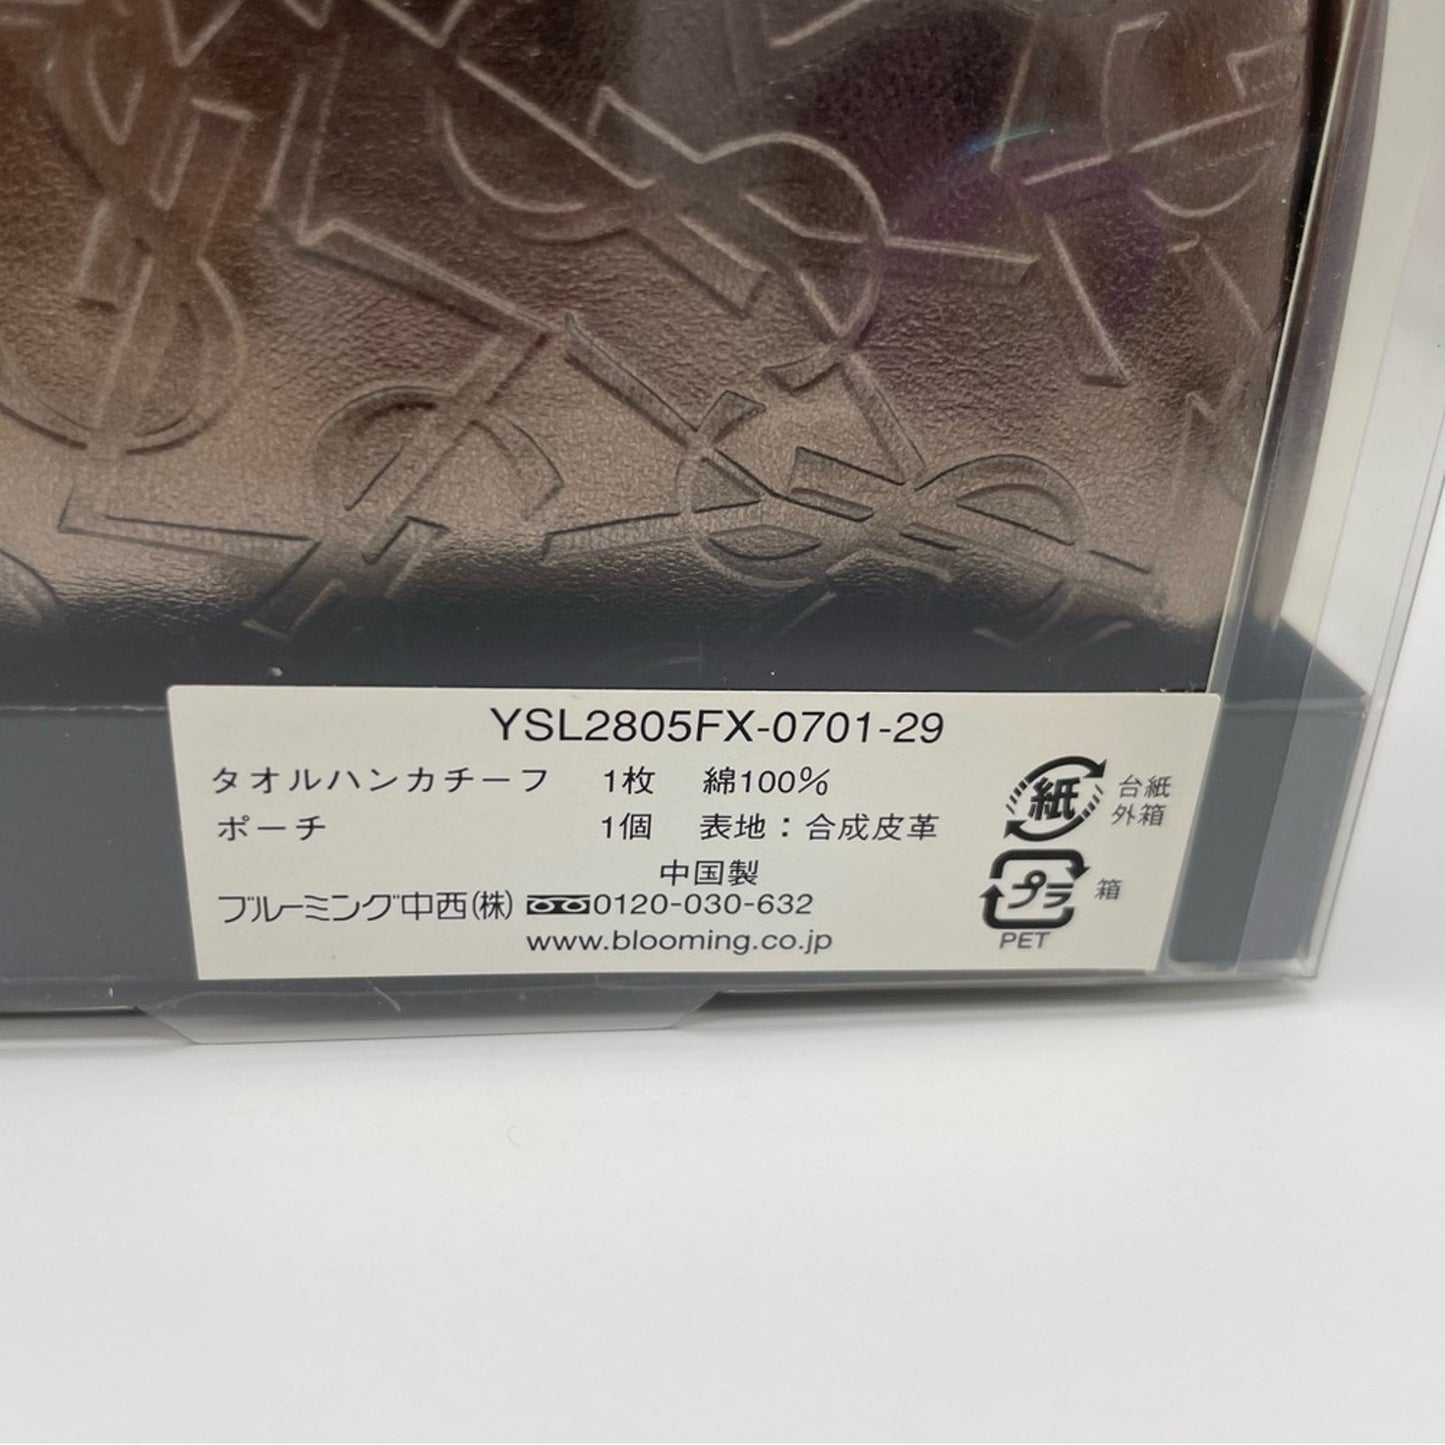 YSL2805FX-0701-29
タオルハンカチーフ 1枚 綿100%
ポーチ 1個 表地：合成皮革
中国製
ブルーミング中西(株) 0120-030-632
www.blooming.co.jp
紙 台紙
外箱
プラ 箱
PET